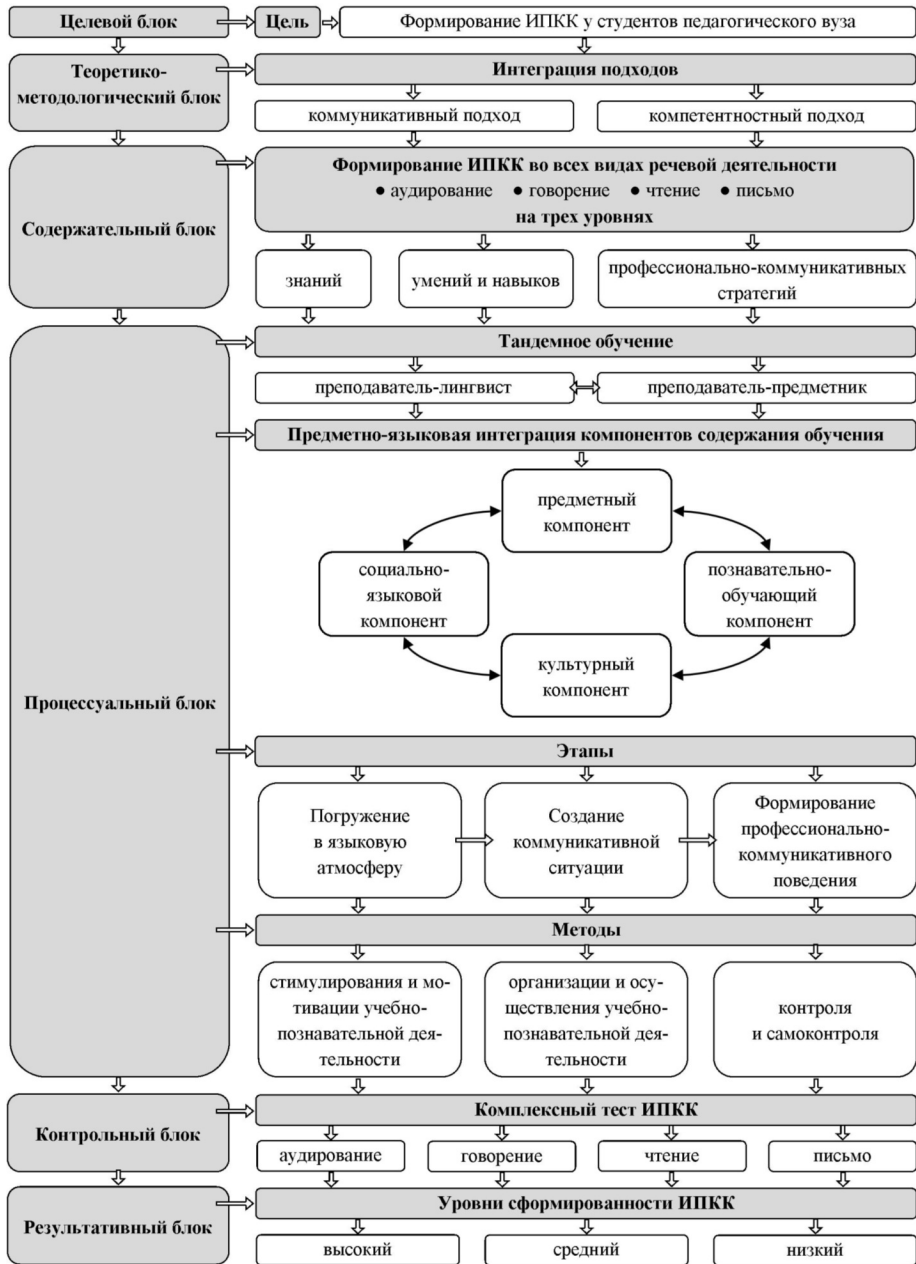 Целевой блок
Цель
Формирование ИПКК у студентов педагогического вуза
Теоретико-
методологический блок
Интеграция подходов
коммуникативный подход
компетентностный подход
Содержательный блок
Формирование ИПКК во всех видах речевой деятельности
● аудирование ● говорение ● чтение ● письмо
на трех уровнях
знаний
умений и навыков
профессионально-коммуникативных
стратегий
Процессуальный блок
Тандемное обучение
преподаватель-лингвист
преподаватель-предметник
Предметно-языковая интеграция компонентов содержания обучения
предметный
компонент
социально-
языковой
компонент
познавательно-
обучающий
компонент
культурный
компонент
Этапы
Погружение
в языковую
атмосферу
Создание
коммуникативной
ситуации
Формирование
профессионально-
коммуникативного
поведения
Методы
стимулирования и мо-
тивации учебно-
познавательной дея-
тельности
организации и осу-
ществления учебно-
познавательной дея-
тельности
контроля
и самоконтроля
Контрольный блок
Комплексный тест ИПКК
аудирование
говорение
чтение
письмо
Результативный блок
Уровни сформированности ИПКК
высокий
средний
низкий